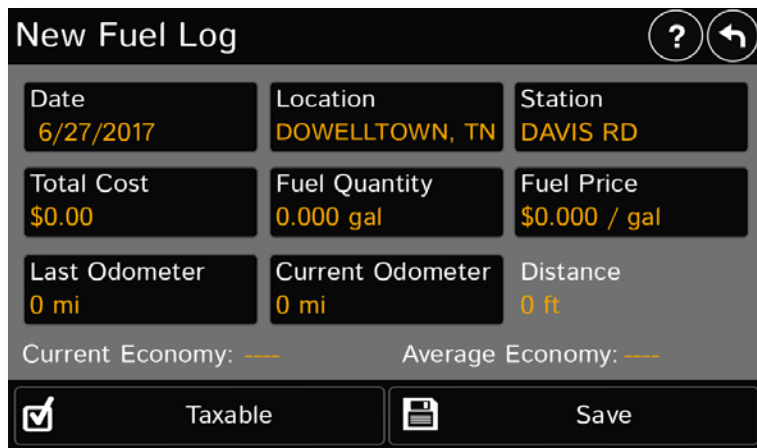 New Fuel Log ?
Date Location Station
6/27/2017 DOWELLTOWN, TN DAVIS RD
Total Cost Fuel Quantity Fuel Price
$0.00 0.000 gal $0.000 / gal
Last Odometer Current Odometer Distance
0 mi 0 mi 0 ft
Current Economy: ---- Average Economy: ----
Taxable Save